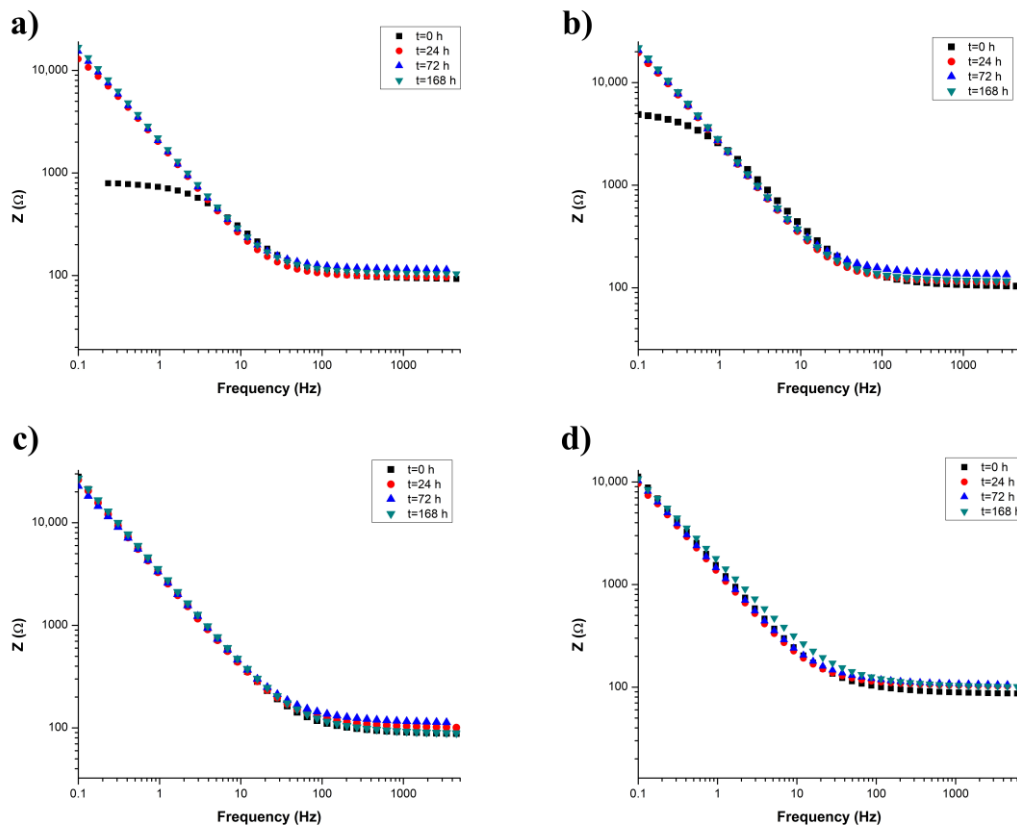 a)
t=0 h
t=24 h
t=72 h
t=168 h
10,000
1000
100
Z (Ω)
0.1 1 10 100 1000
Frequency (Hz)
b)
t=0 h
t=24 h
t=72 h
t=168 h
10,000
1000
100
Z (Ω)
0.1 1 10 100 1000
Frequency (Hz)
c)
t=0 h
t=24 h
t=72 h
t=168 h
10,000
1000
100
Z (Ω)
0.1 1 10 100 1000
Frequency (Hz)
d)
t=0 h
t=24 h
t=72 h
t=168 h
10,000
1000
100
Z (Ω)
0.1 1 10 100 1000
Frequency (Hz)